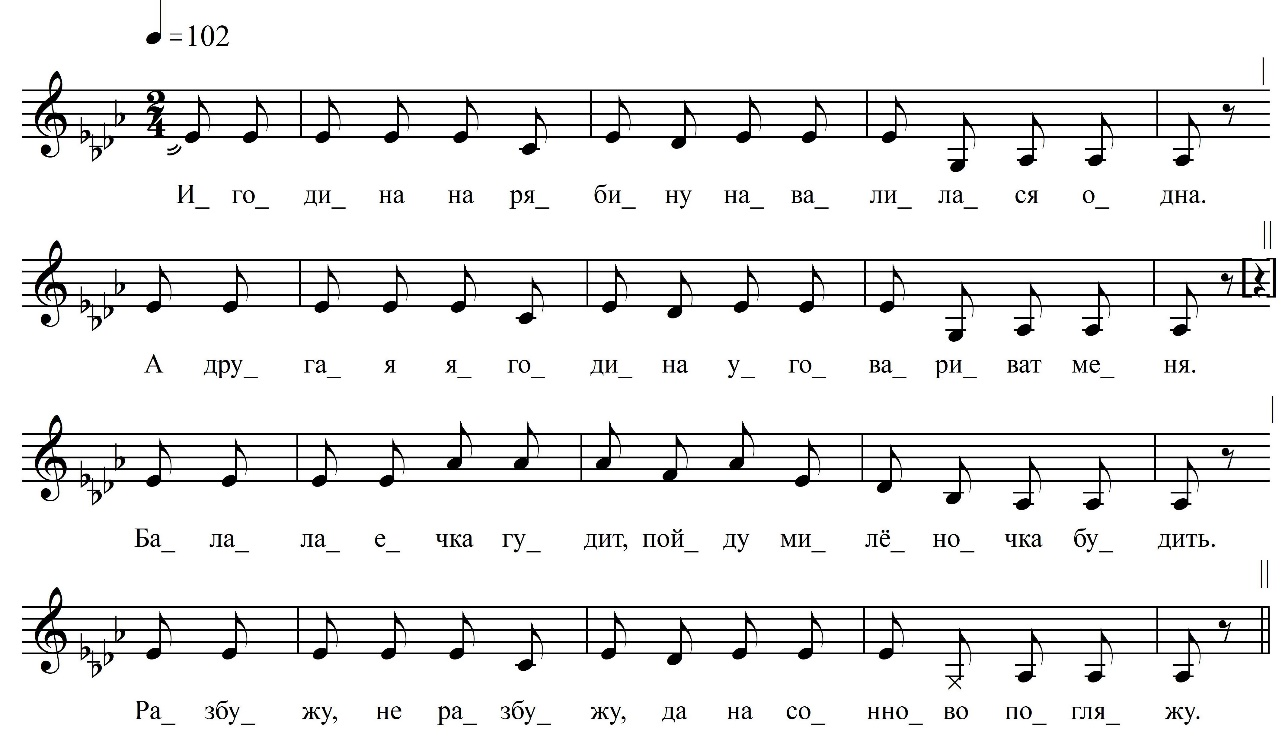 =102
2
4
И_ го_ ди_ на на ря_ би_ ну на_ ва_ ли_ ла_ ся о_ дна.
А дру_ га_ я я_ го_ ди_ на у_ го_ ва_ ри_ ват ме_ ня.
Ба_ ла_ ла_ е_ чка гу_ дит, пой_ ду ми_ лё_ но_ чка бу_ дить.
Ра_ збу_ жу, не ра_ збу_ жу, да на со_ нно_ во по_ гля_ жу.